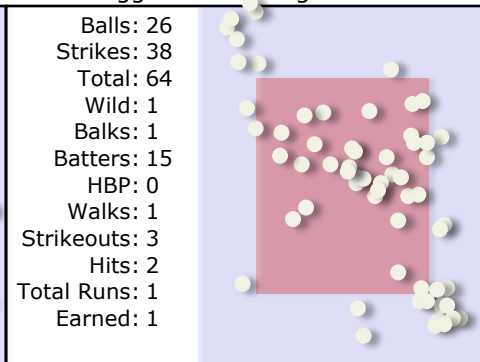 Balls: 26
Strikes: 38
Total: 64
Wild: 1
Balks: 1
Batters: 15
HBP: 0
Walks: 1
Strikeouts: 3
Hits: 2
Total Runs: 1
Earned: 1